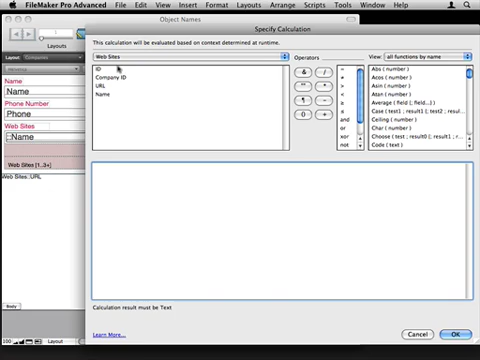 FileMaker Pro Advanced File Edit View Insert Format Layouts Arrange Scripts Tools Window
Object Names
Specify Calculation
Layouts
This calculation will be evaluated based on context determined at runtime.
Web Sites
Operators
View: all functions by name
ID
Company ID
URL
Name
& /
"" *
¶ –
() +
=
≠
>
<
≥
≤
and
or
xor
not
Abs ( number )
Acos ( number )
Asin ( number )
Atan ( number )
Average ( field {; field...} )
Case ( test1 ; result1 {; test2 ; result
Ceiling ( number )
Char ( number )
Choose ( test ; result0 {; result1 ; r
Code ( text )
Name
Phone Number
Phone
Web Sites
::Name
Web Sites [1..3+]
Web Sites::URL
Body
100
Layout
Calculation result must be Text
Learn More...
Cancel
OK